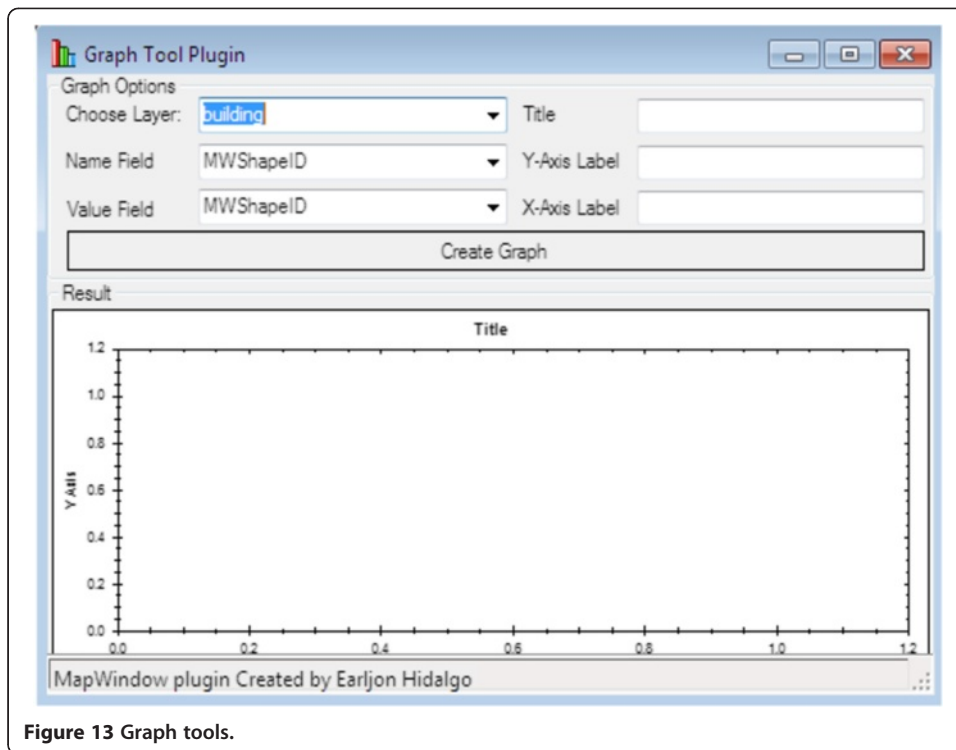 Graph Tool Plugin
Graph Options
Choose Layer: building Title
Name Field MWShapeID Y-Axis Label
Value Field MWShapeID X-Axis Label
Create Graph
Result
Title
1.2
1.0
0.8
Y Axis
0.6
0.4
0.2
0.0
0.0 0.2 0.4 0.6 0.8 1.0 1.2
MapWindow plugin Created by Earljon Hidalgo
Figure 13 Graph tools.